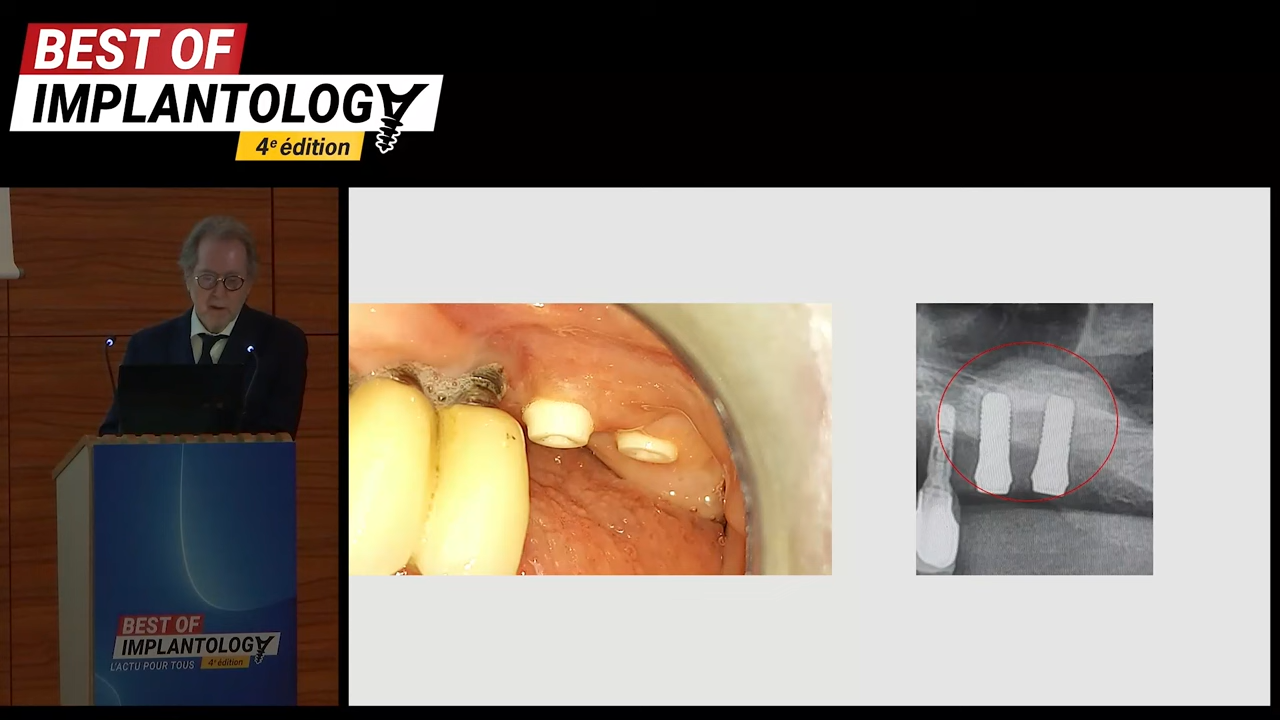 BEST OF
IMPLANTOLOGY
4e édition
BEST OF
IMPLANTOLOGY
L'ACTU POUR TOUS
4e édition